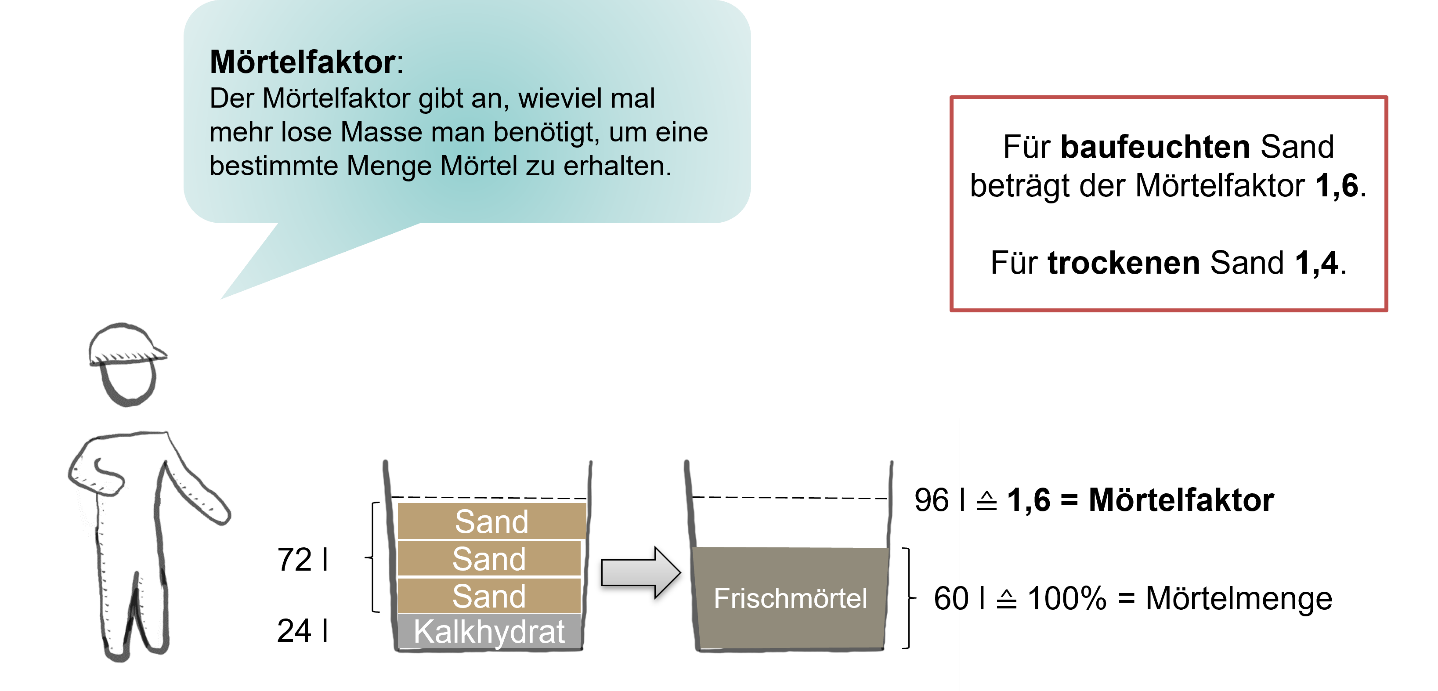 Mörtelfaktor:
Der Mörtelfaktor gibt an, wieviel mal
mehr lose Masse man benötigt, um eine
bestimmte Menge Mörtel zu erhalten.
Für baufeuchten Sand
beträgt der Mörtelfaktor 1,6.
Für trockenen Sand 1,4.
72 l
24 l
Sand
Sand
Sand
Kalkhydrat
Frischmörtel
96 l ≙ 1,6 = Mörtelfaktor
60 l ≙ 100% = Mörtelmenge